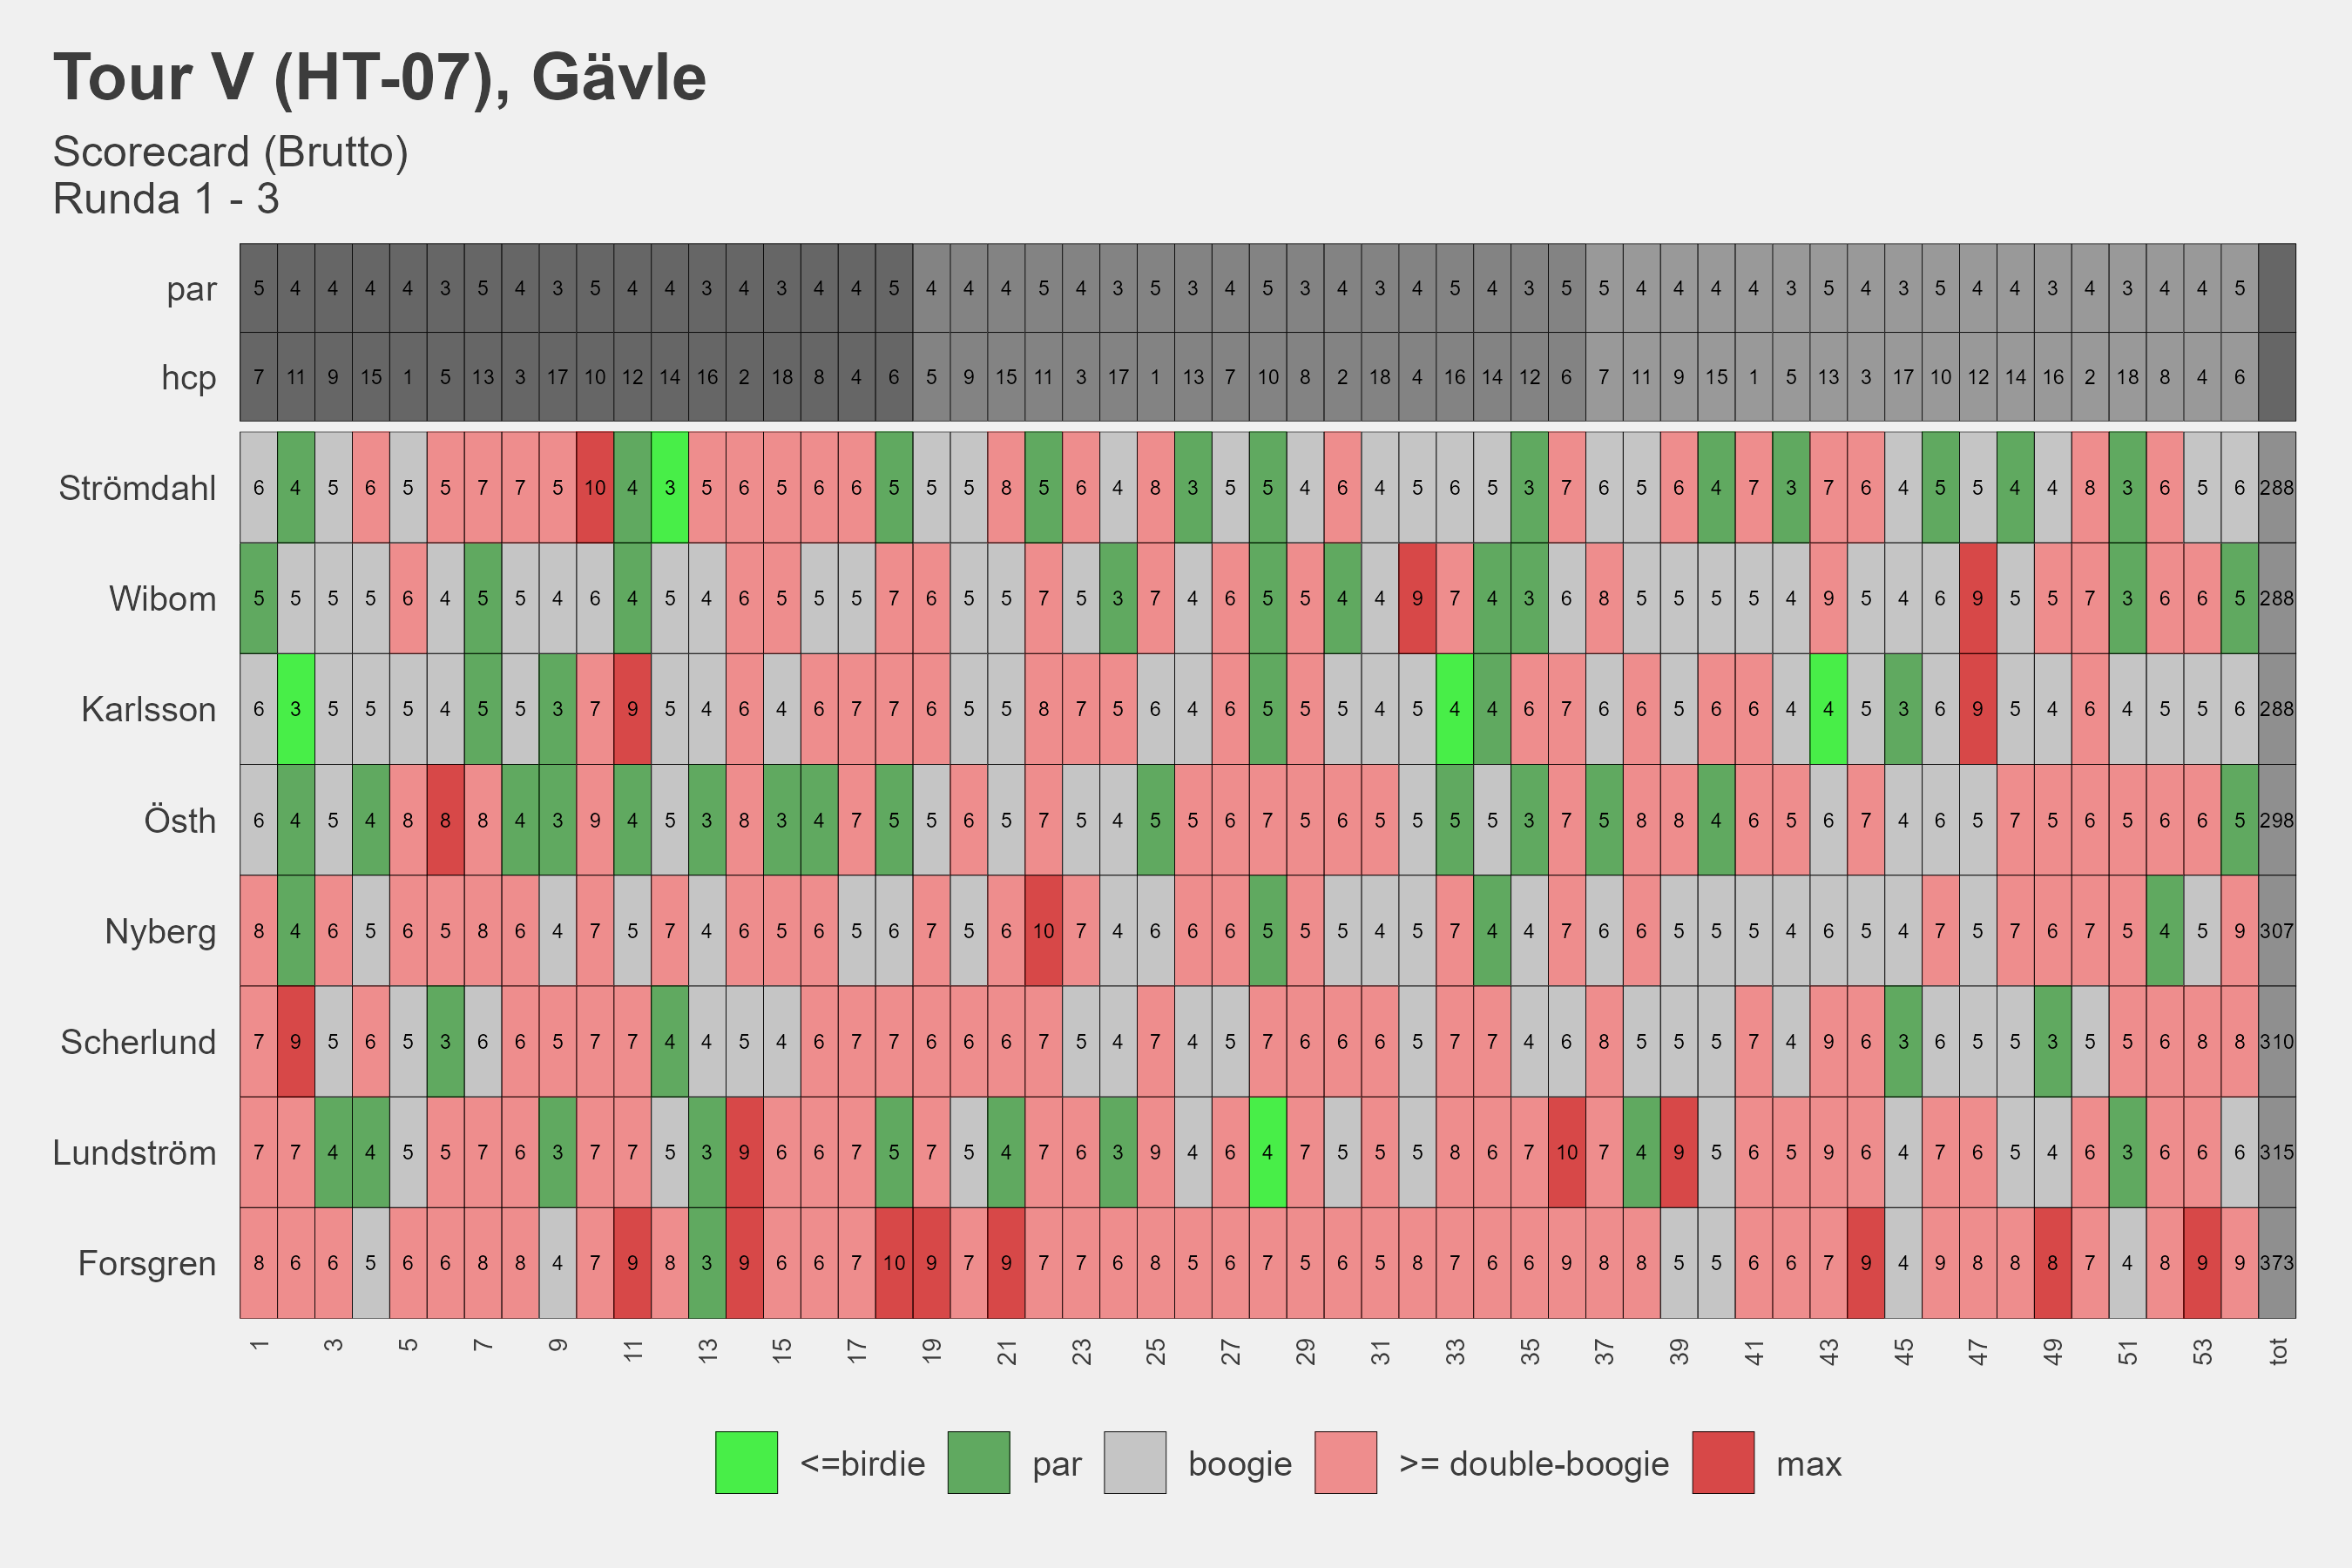 Tour V (HT-07), Gävle
Scorecard (Brutto)
Runda 1 - 3
par 5 4 4 4 4 3 5 4 3 5 4 4 3 4 3 4 4 5 4 4 4 5 4 3 5 3 4 5 3 4 3 4 5 4 3 5 5 4 4 4 4 3 5 4 3 5 4 4 3 4 3 4 4 5
hcp 7 11 9 15 1 5 13 3 17 10 12 14 16 2 18 8 4 6 5 9 15 11 3 17 1 13 7 10 8 2 18 4 16 14 12 6 7 11 9 15 1 5 13 3 17 10 12 14 16 2 18 8 4 6
Strömdahl 6 4 5 6 5 5 7 7 5 10 4 3 5 6 5 6 6 5 5 5 8 5 6 4 8 3 5 5 4 6 4 5 6 5 3 7 6 5 6 4 7 3 7 6 4 5 5 4 4 8 3 6 5 6 288
Wibom 5 5 5 5 6 4 5 5 4 6 4 5 4 6 5 5 5 7 6 5 5 7 5 3 7 4 6 5 5 4 4 9 7 4 3 6 8 5 5 5 5 4 9 5 4 6 9 5 5 7 3 6 6 5 288
Karlsson 6 3 5 5 5 4 5 5 3 7 9 5 4 6 4 6 7 7 6 5 5 8 7 5 6 4 6 5 5 5 4 5 4 4 6 7 6 6 5 6 6 4 4 5 3 6 9 5 4 6 4 5 5 6 288
Östh 6 4 5 4 8 8 8 4 3 9 4 5 3 8 3 4 7 5 5 6 5 7 5 4 5 5 6 7 5 6 5 5 5 5 3 7 5 8 8 4 6 5 6 7 4 6 5 7 5 6 5 6 6 5 298
Nyberg 8 4 6 5 6 5 8 6 4 7 5 7 4 6 5 6 5 6 7 5 6 10 7 4 6 6 6 5 5 5 4 5 7 4 4 7 6 6 5 5 5 4 6 5 4 7 5 7 6 7 5 4 5 9 307
Scherlund 7 9 5 6 5 3 6 6 5 7 7 4 4 5 4 6 7 7 6 6 6 7 5 4 7 4 5 7 6 6 6 5 7 7 4 6 8 5 5 5 7 4 9 6 3 6 5 5 3 5 5 6 8 8 310
Lundström 7 7 4 4 5 5 7 6 3 7 7 5 3 9 6 6 7 5 7 5 4 7 6 3 9 4 6 4 7 5 5 5 8 6 7 10 7 4 9 5 6 5 9 6 4 7 6 5 4 6 3 6 6 6 315
Forsgren 8 6 6 5 6 6 8 8 4 7 9 8 3 9 6 6 7 10 9 7 9 7 7 6 8 5 6 7 5 6 5 8 7 6 6 9 8 8 5 5 6 6 7 9 4 9 8 8 8 7 4 8 9 9 373
1 3 5 7 9 11 13 15 17 19 21 23 25 27 29 31 33 35 37 39 41 43 45 47 49 51 53 tot
<=birdie par boogie >= double-boogie max